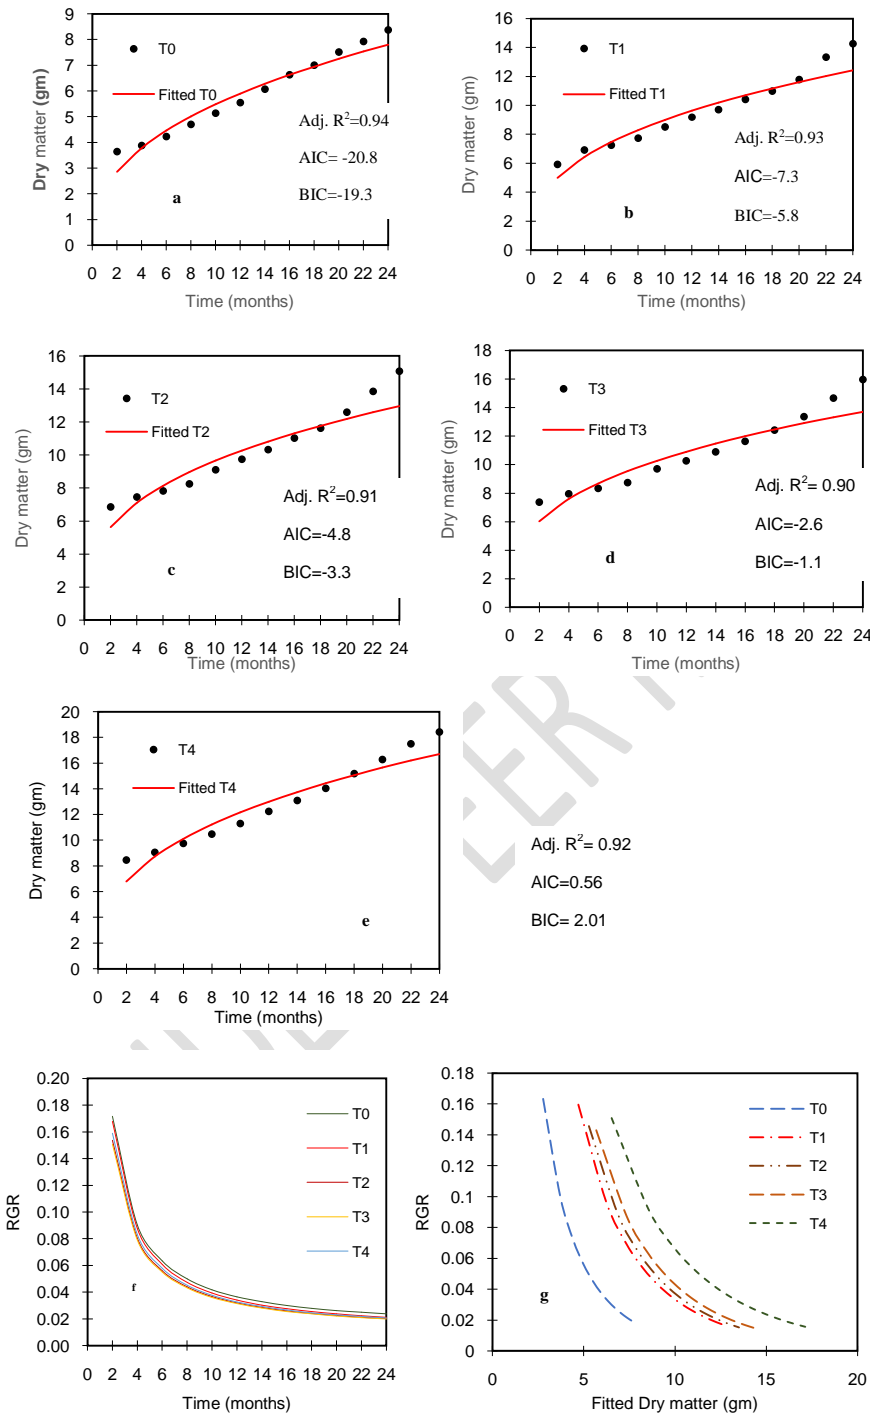 9
8
7
6
5
4
3
2
1
0
T0
Fitted T0
Adj. R²=0.94
AIC= -20.8
BIC=-19.3
a
Dry matter (gm)
0 2 4 6 8 10 12 14 16 18 20 22 24
Time (months)
16
14
12
10
8
6
4
2
0
T1
Fitted T1
Adj. R²=0.93
AIC=-7.3
BIC=-5.8
b
Dry matter (gm)
0 2 4 6 8 10 12 14 16 18 20 22 24
Time (months)
16
14
12
10
8
6
4
2
0
T2
Fitted T2
Adj. R²=0.91
AIC=-4.8
BIC=-3.3
c
Dry matter (gm)
0 2 4 6 8 10 12 14 16 18 20 22 24
Time (months)
18
16
14
12
10
8
6
4
2
0
T3
Fitted T3
Adj. R²= 0.90
AIC=-2.6
BIC=-1.1
d
Dry matter (gm)
0 2 4 6 8 10 12 14 16 18 20 22 24
Time (months)
20
18
16
14
12
10
8
6
4
2
0
T4
Fitted T4
e
Dry matter (gm)
0 2 4 6 8 10 12 14 16 18 20 22 24
Time (months)
Adj. R²= 0.92
AIC=0.56
BIC= 2.01
0.20
0.18
0.16
0.14
0.12
0.10
0.08
0.06
0.04
0.02
0.00
T0
T1
T2
T3
T4
f
RGR
0 2 4 6 8 10 12 14 16 18 20 22 24
Time (months)
0.18
0.16
0.14
0.12
0.1
0.08
0.06
0.04
0.02
0
T0
T1
T2
T3
T4
g
RGR
0 5 10 15 20
Fitted Dry matter (gm)